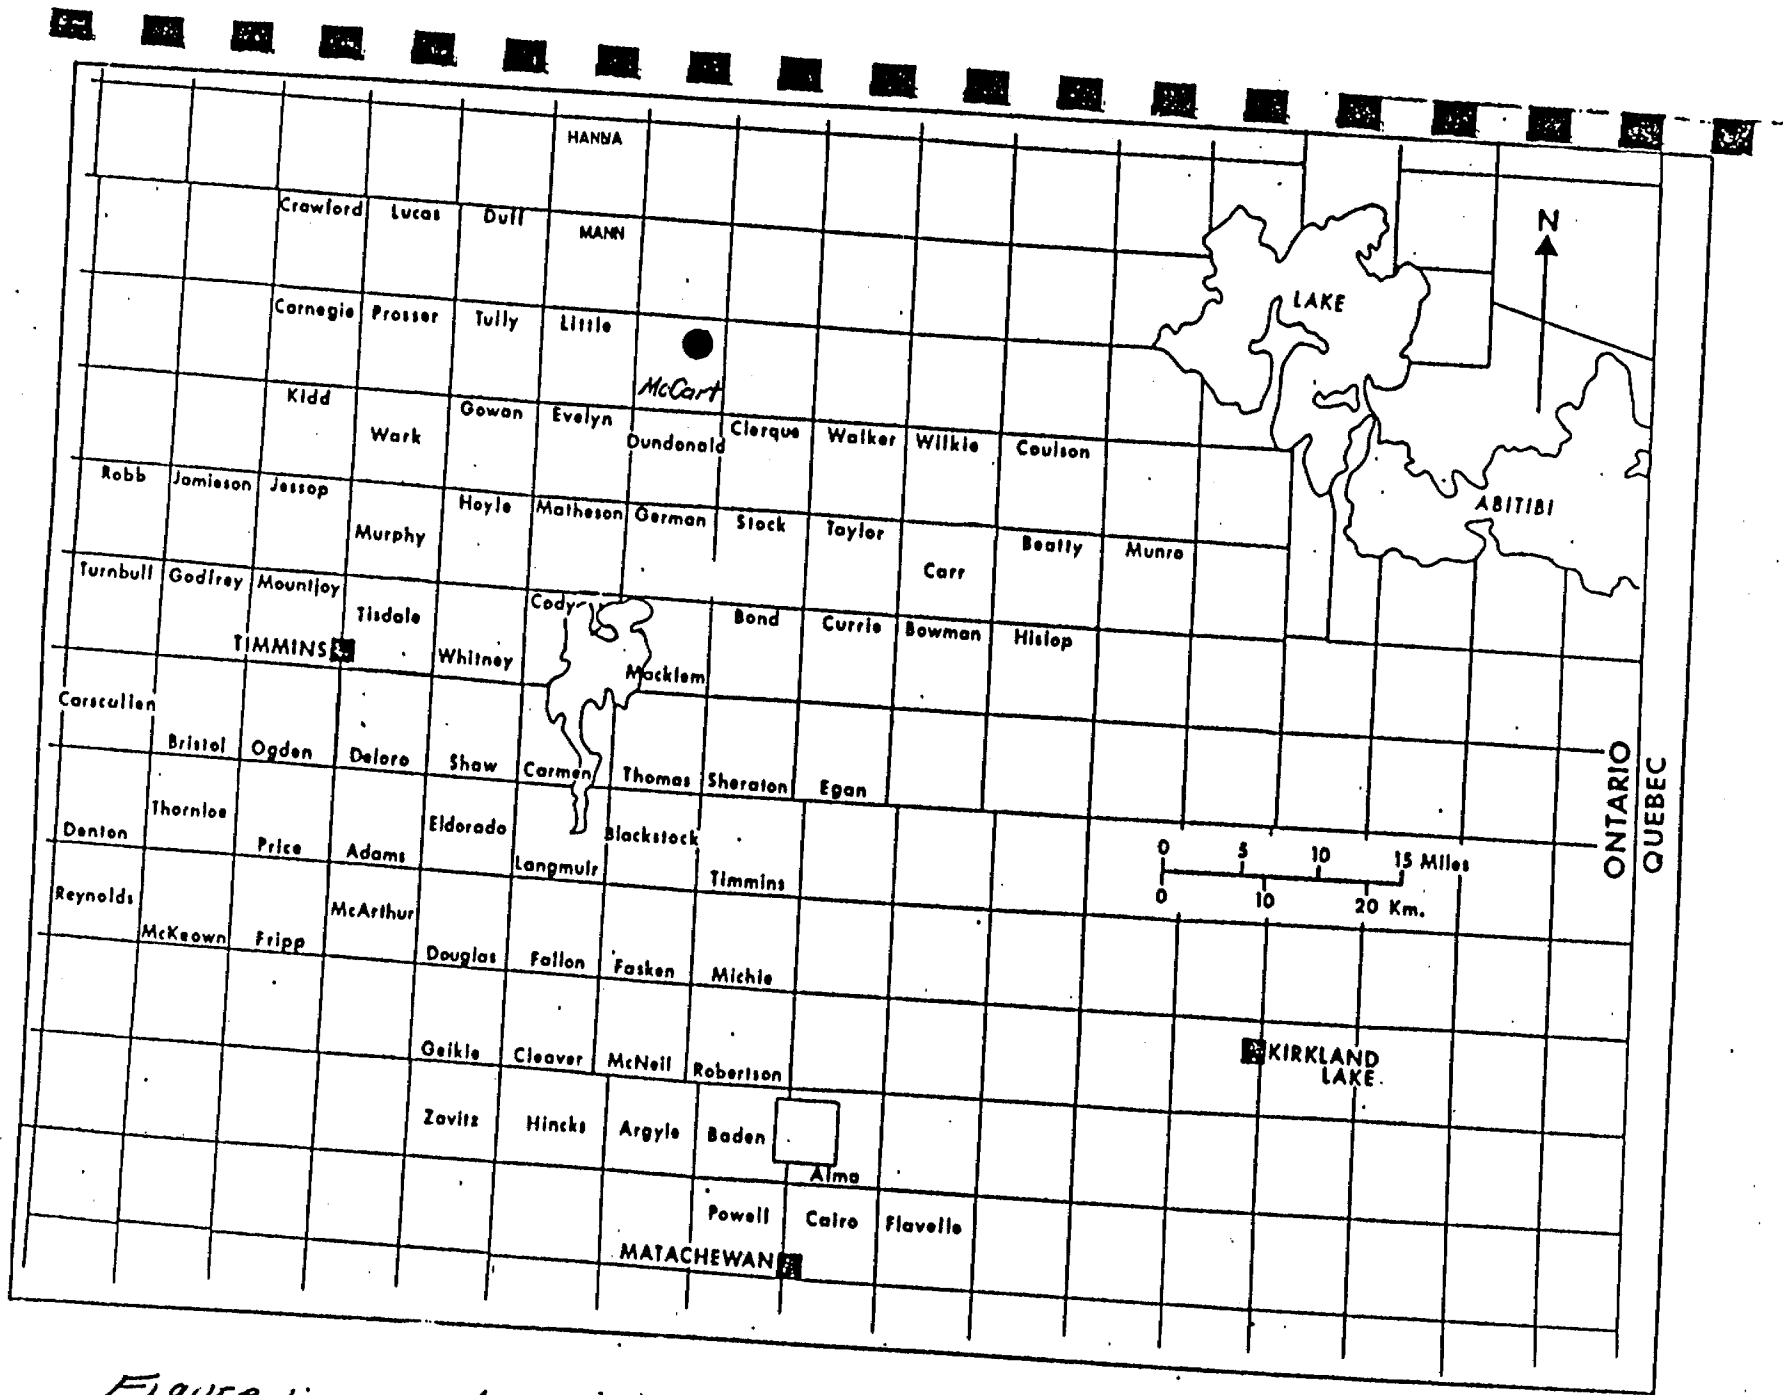 HANNA
Crawford Lucas Duff MANN
N
LAKE
Carnegie Prosser Tully Little
McCart
Kidd Gowan Evelyn
Wark Dundonald Clerque Walker Wilkie Coulson
Robb Jamieson Jessop Hoyle Matheson German Stock Taylor
ABITIBI
Murphy Carr Beatty Munro
Turnbull Godfrey Mountjoy
Tisdale Cody Bond Currie Bowman Hislop
TIMMINS Whitney Macklem
Carscullen
Bristol Ogden Deloro Shaw Carmen Thomas Sheraton Egan
ONTARIO
QUEBEC
Denton Thornloe Price Adams Eldorado Langmuir Blackstock Timmins
0 5 10 15 Miles
0 10 20 Km.
Reynolds McArthur
McKeown Fripp Douglas Fallon Fasken Michie
Geikie Cleaver McNeil Robertson
KIRKLAND
LAKE
Zavitz Hincks Argyle Baden
Alma
Powell Cairo Flavelle
MATACHEWAN